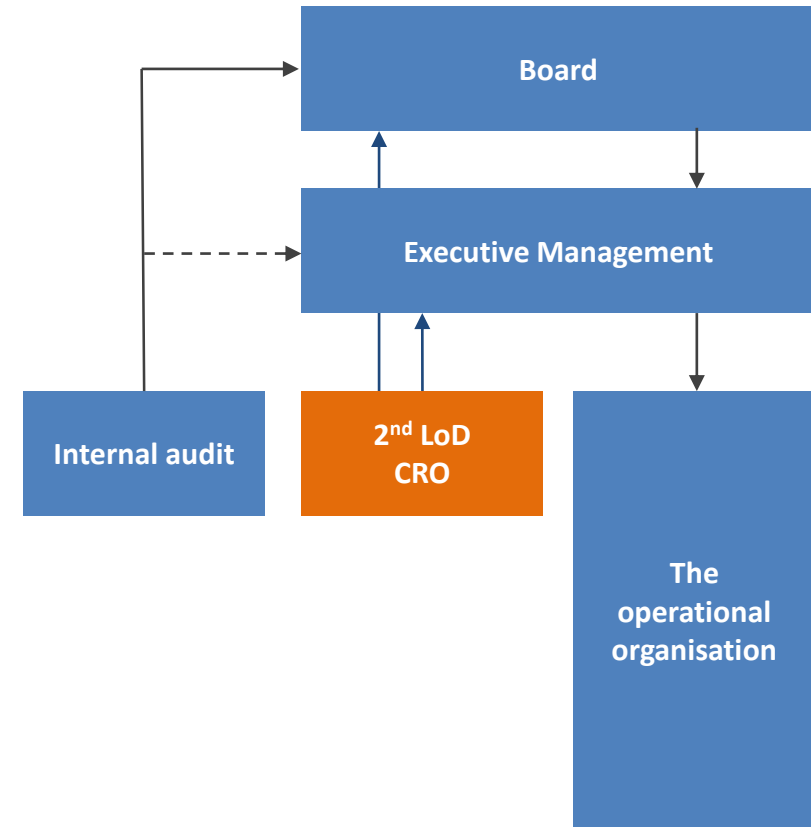 Board
Executive Management
Internal audit
2nd LoD
CRO
The
operational
organisation